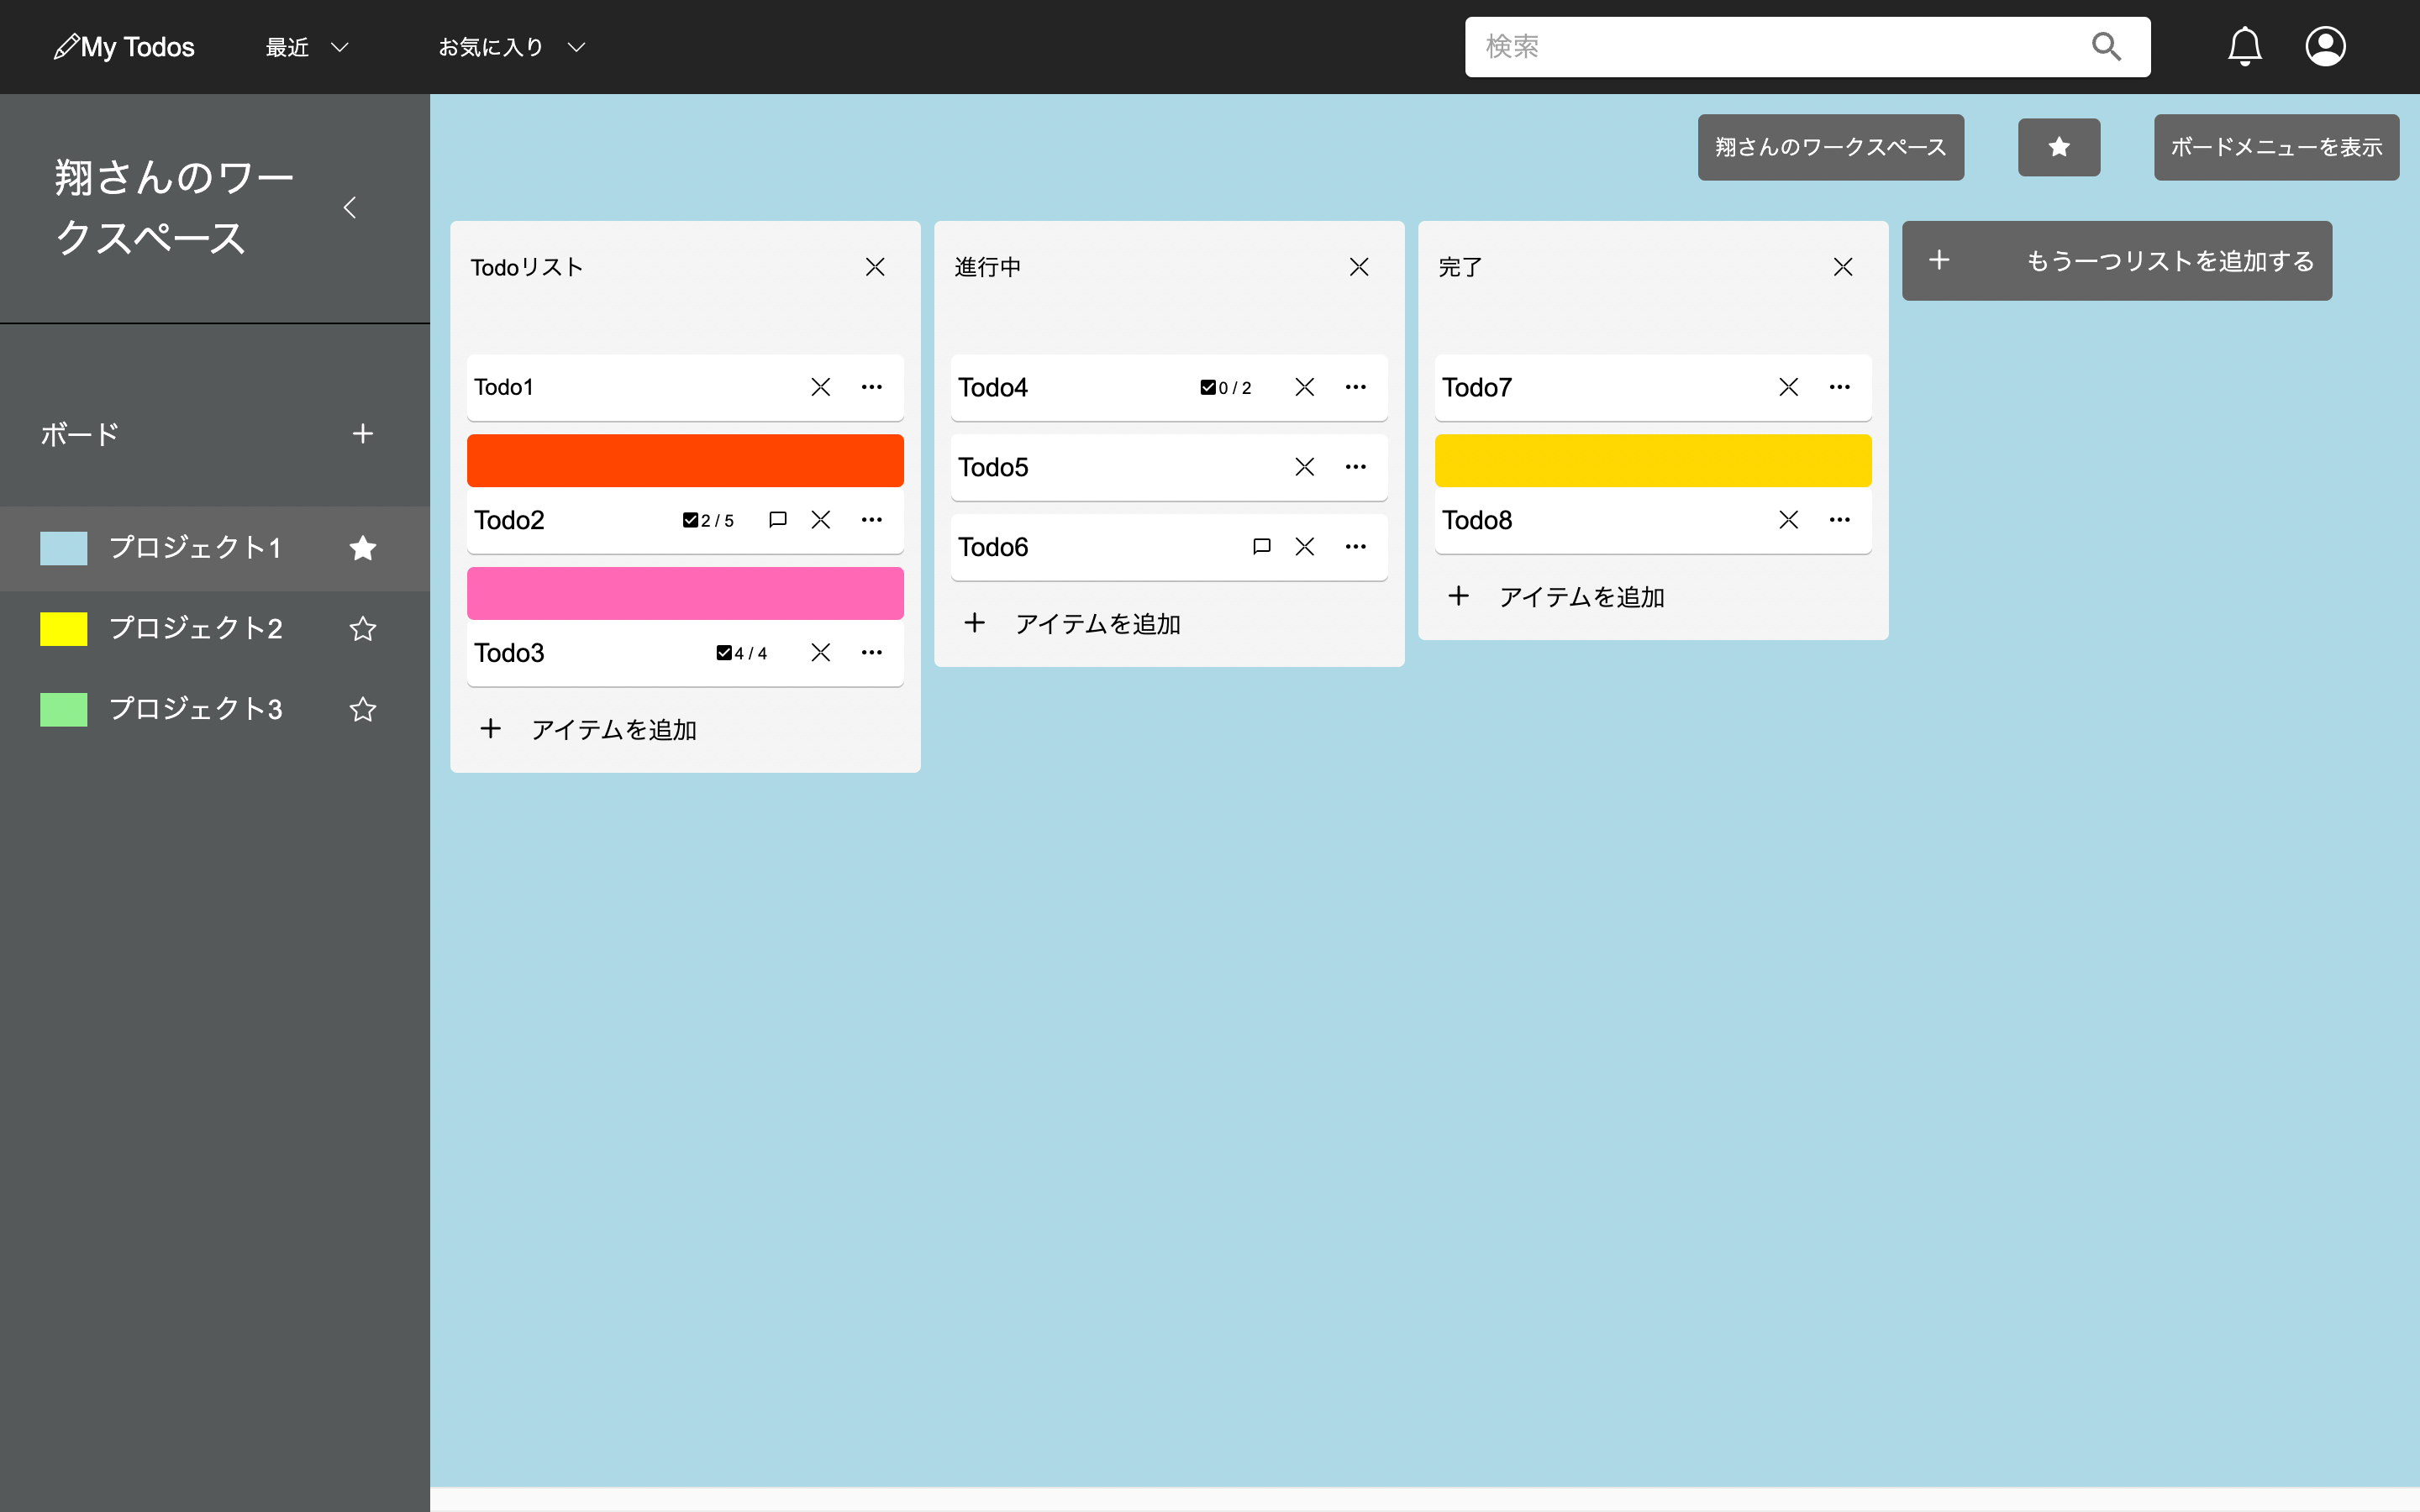 My Todos
最近
お気に入り
検索
翔さんのワークスペース
ボードメニューを表示
翔さんのワー
クスペース
ボード
プロジェクト1
プロジェクト2
プロジェクト3
Todoリスト
Todo1
Todo2
2 / 5
Todo3
4 / 4
アイテムを追加
進行中
Todo4
0 / 2
Todo5
Todo6
アイテムを追加
完了
Todo7
Todo8
アイテムを追加
もう一つリストを追加する